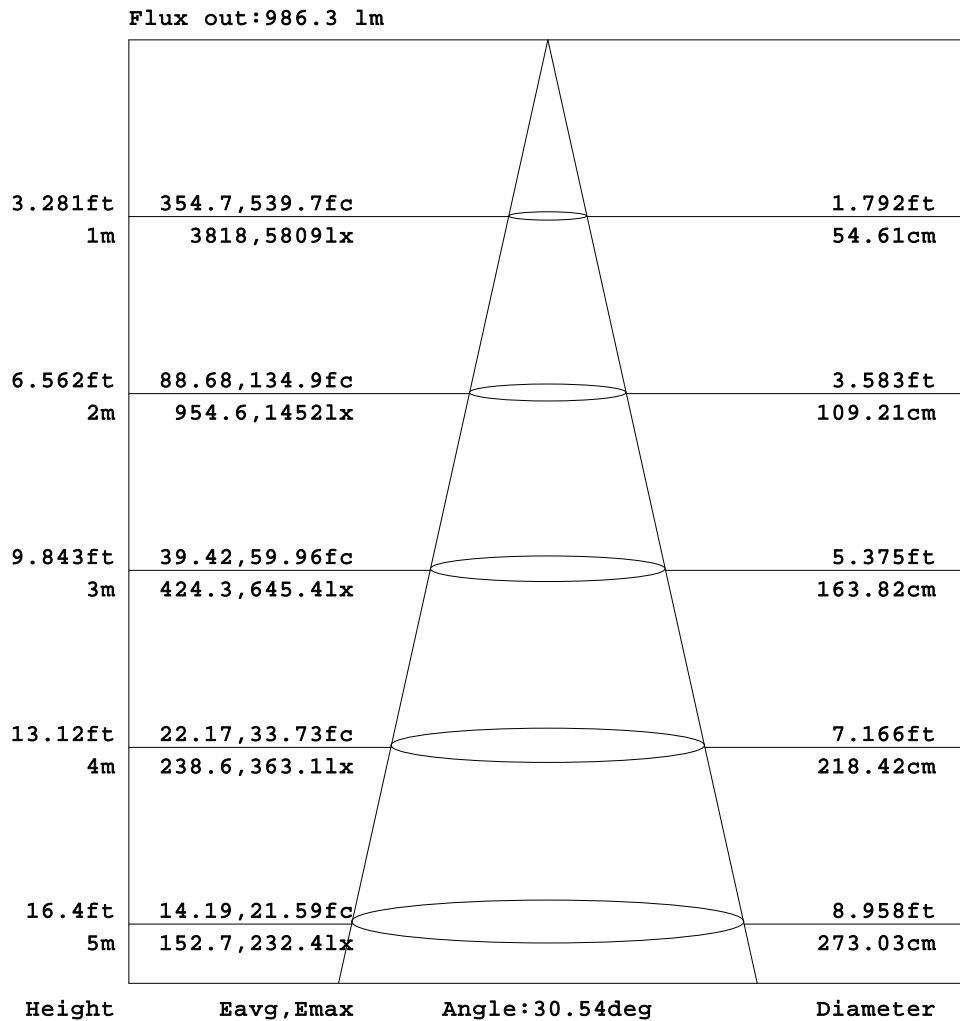 Flux out:986.3 lm
3.281ft 354.7,539.7fc 1.792ft
1m 3818,5809lx 54.61cm
6.562ft 88.68,134.9fc 3.583ft
2m 954.6,1452lx 109.21cm
9.843ft 39.42,59.96fc 5.375ft
3m 424.3,645.4lx 163.82cm
13.12ft 22.17,33.73fc 7.166ft
4m 238.6,363.1lx 218.42cm
16.4ft 14.19,21.59fc 8.958ft
5m 152.7,232.4lx 273.03cm
Height Eavg,Emax Angle:30.54deg Diameter